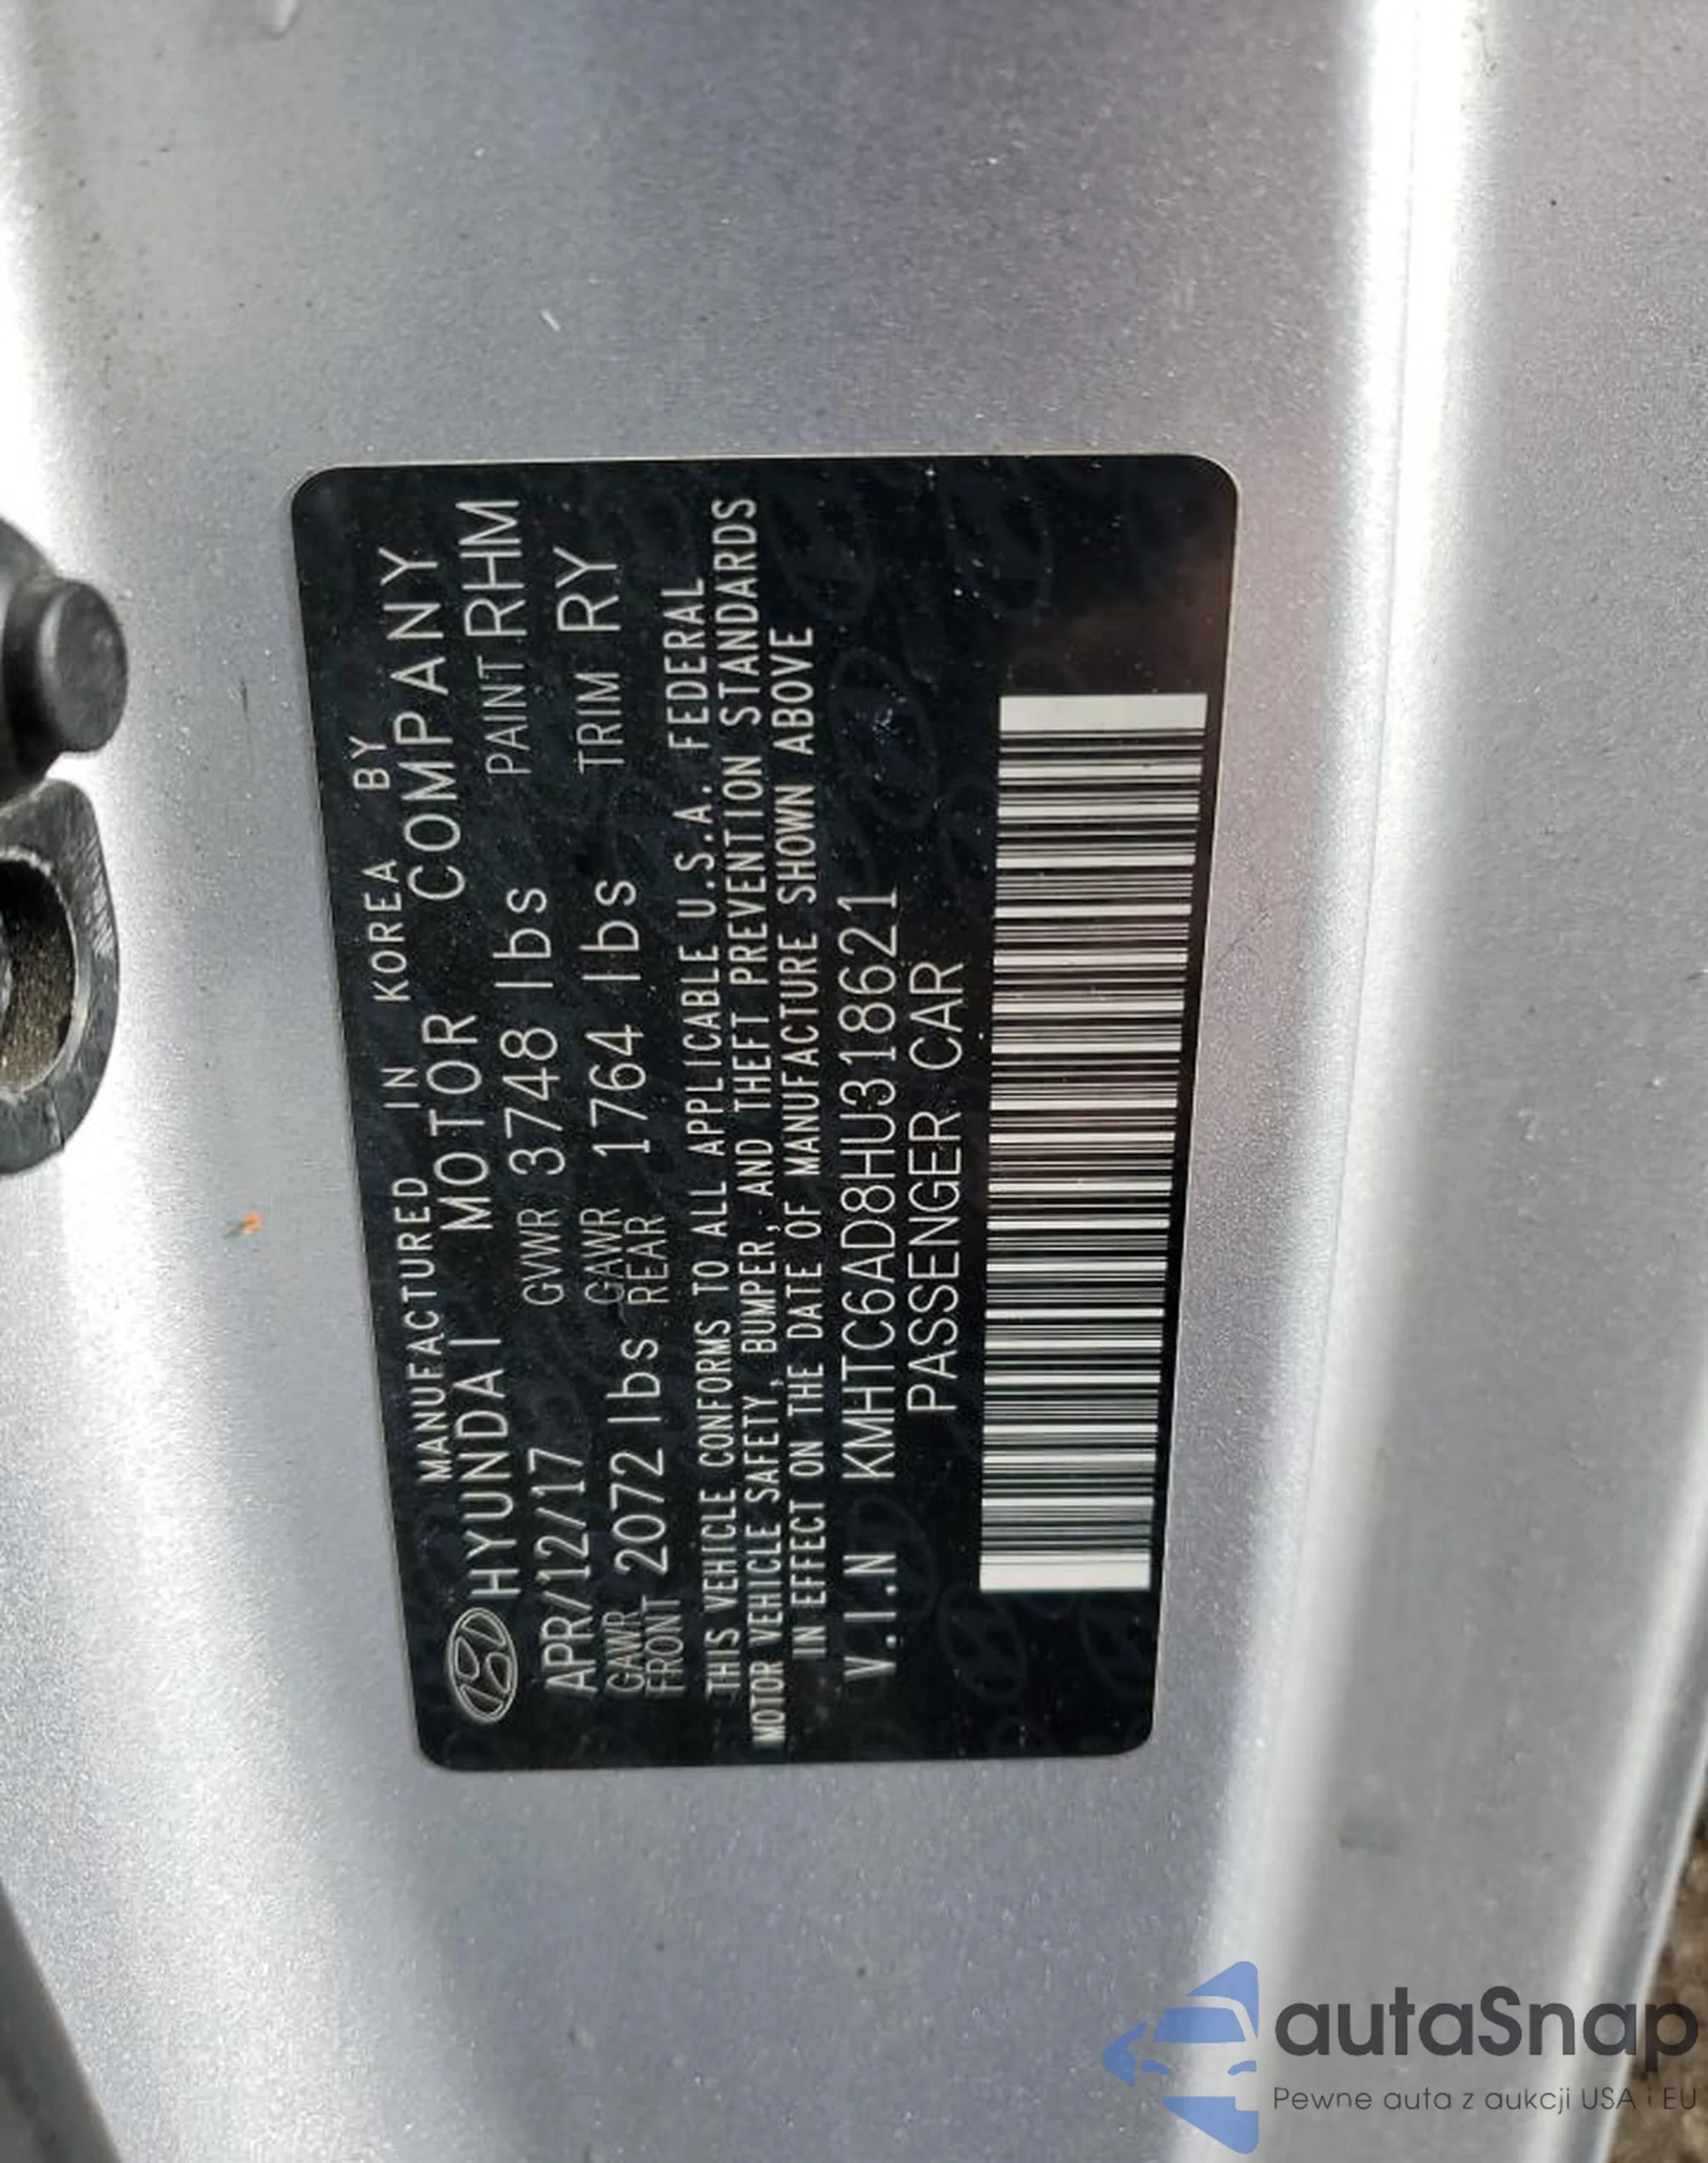 MANUFACTURED IN KOREA BY
HYUNDAI MOTOR COMPANY
APR/12/17 GVWR 3748 lbs PAINT RHM
GAWR FRONT 2072 lbs GAWR REAR 1764 lbs TRIM RY
THIS VEHICLE CONFORMS TO ALL APPLICABLE U.S.A. FEDERAL
MOTOR VEHICLE SAFETY, BUMPER, AND THEFT PREVENTION STANDARDS
IN EFFECT ON THE DATE OF MANUFACTURE SHOWN ABOVE
V.I.N KMHTC6AD8HU318621
PASSENGER CAR
autaSnap
Pewne auta z aukcji USA i EU